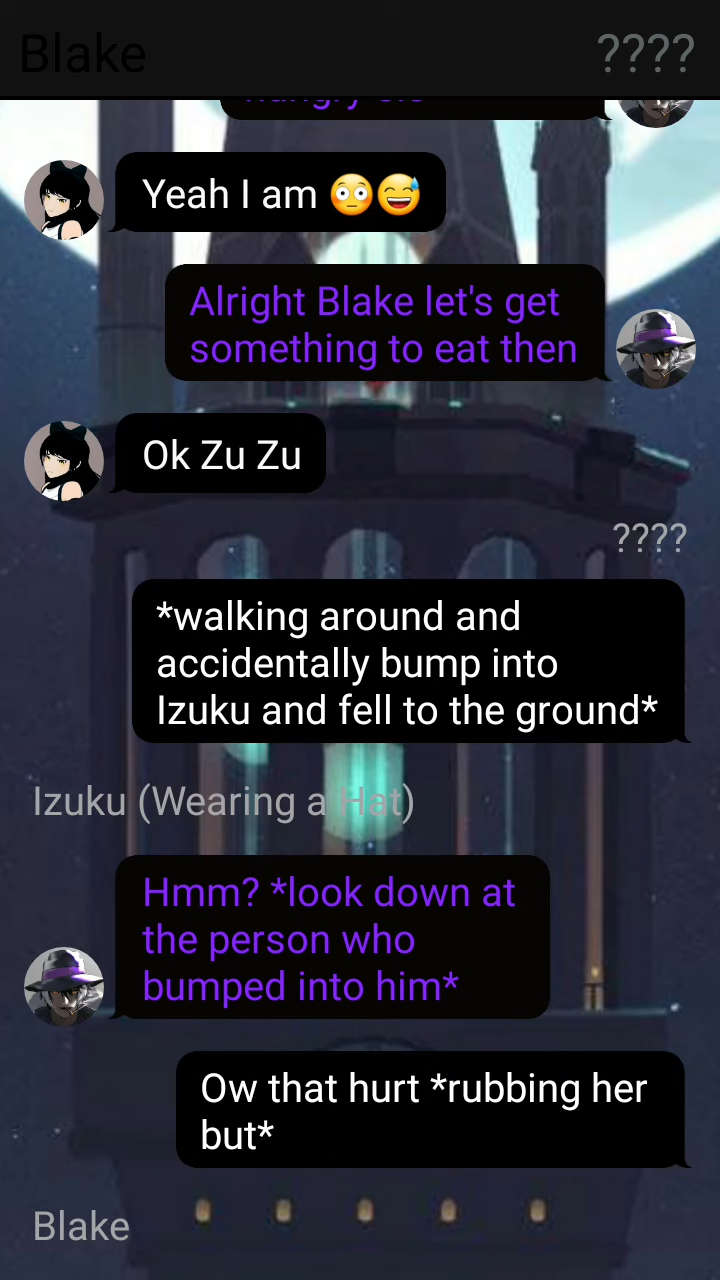 Blake
????
Yeah I am 😳😅
Alright Blake let's get
something to eat then
Ok Zu Zu
????
*walking around and
accidentally bump into
Izuku and fell to the ground*
Izuku (Wearing a Hat)
Hmm? *look down at
the person who
bumped into him*
Ow that hurt *rubbing her
but*
Blake